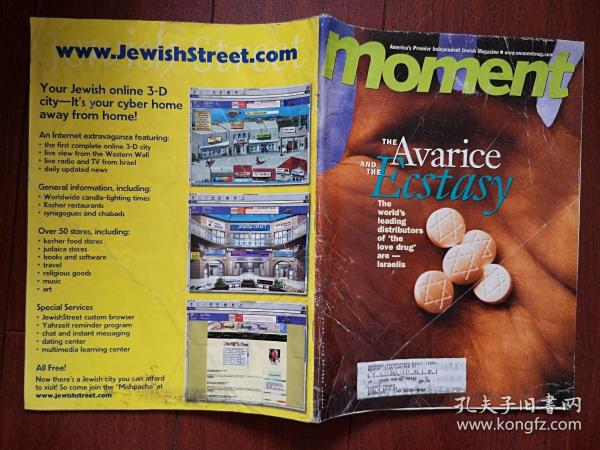 www.JewishStreet.com
Your Jewish online 3-D
city—It's your cyber home
away from home!
An Internet extravaganza featuring:
• the first complete online 3-D city
• live view from the Western Wall
• live radio and TV from Israel
• daily updated news
General information, including:
• Worldwide candle-lighting times
• Kosher restaurants
• synagogues and chabads
Over 50 stores, including:
• kosher food stores
• judaica stores
• books and software
• travel
• religious goods
• music
• art
Special Services
• JewishStreet custom browser
• Yahrzeit reminder program
• chat and instant messaging
• dating center
• multimedia learning center
All Free!
Now there's a Jewish city you can afford
to visit! So come join the "Mishpacha" at
www.jewishstreet.com
America's Premier Independent Jewish Magazine • www.momentmag.com
moment
THE
Avarice
AND
THE
Ecstasy
The
world's
leading
distributors
of 'the
love drug'
are —
Israelis
孔夫子旧书网
www.kongfz.com